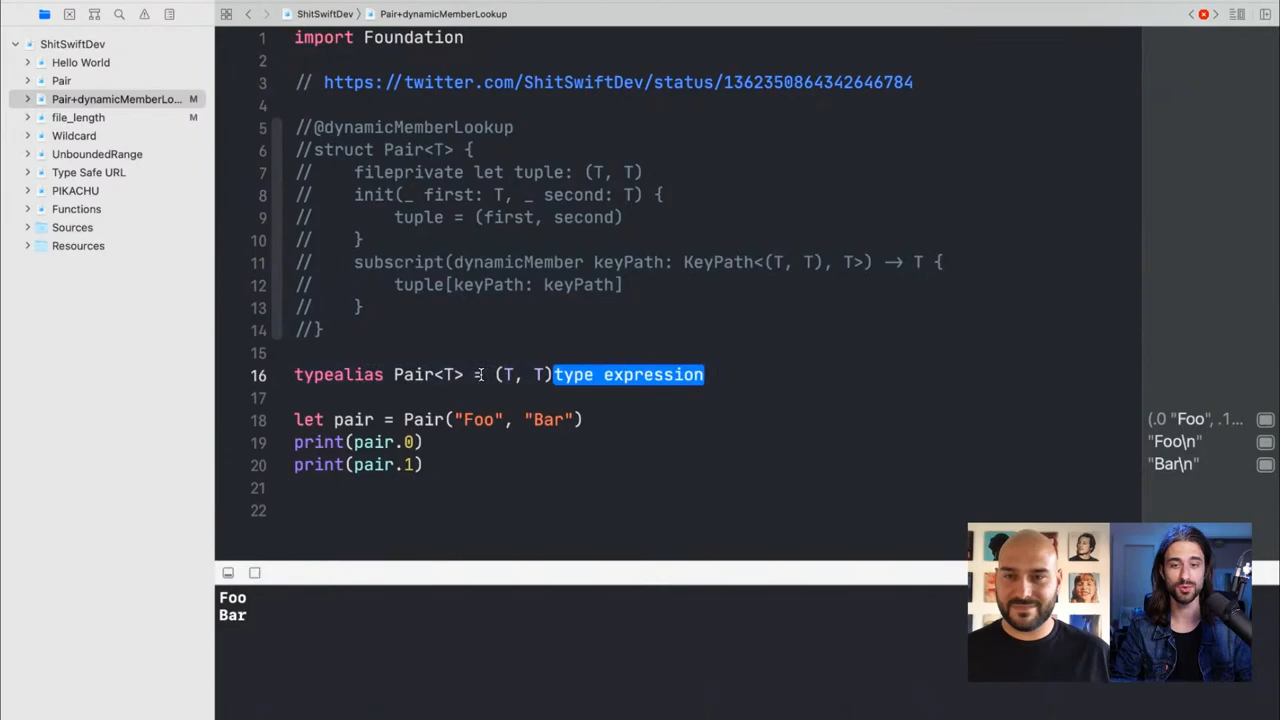 ShitSwiftDev
Pair+dynamicMemberLookup
ShitSwiftDev
Hello World
Pair
Pair+dynamicMemberLo... M
file_length M
Wildcard
UnboundedRange
Type Safe URL
PIKACHU
Functions
Sources
Resources
1 import Foundation
2
3 // https://twitter.com/ShitSwiftDev/status/1362350864342646784
4
5 //@dynamicMemberLookup
6 //struct Pair<T> {
7 //    fileprivate let tuple: (T, T)
8 //    init(_ first: T, _ second: T) {
9 //        tuple = (first, second)
10 //    }
11 //    subscript(dynamicMember keyPath: KeyPath<(T, T), T>) -> T {
12 //        tuple[keyPath: keyPath]
13 //    }
14 //}
15
16 typealias Pair<T> = (T, T)type expression
17
18 let pair = Pair("Foo", "Bar")
19 print(pair.0)
20 print(pair.1)
21
22
(.0 "Foo", .1...
"Foo\n"
"Bar\n"
Foo
Bar